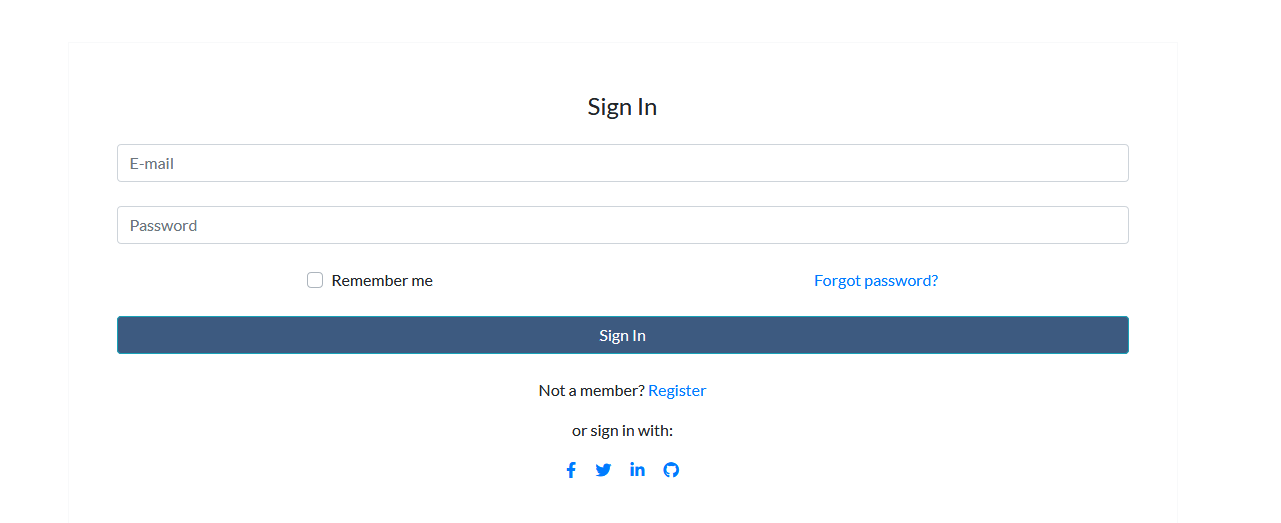 Sign In
E-mail
Password
Remember me Forgot password?
Sign In
Not a member? Register
or sign in with: